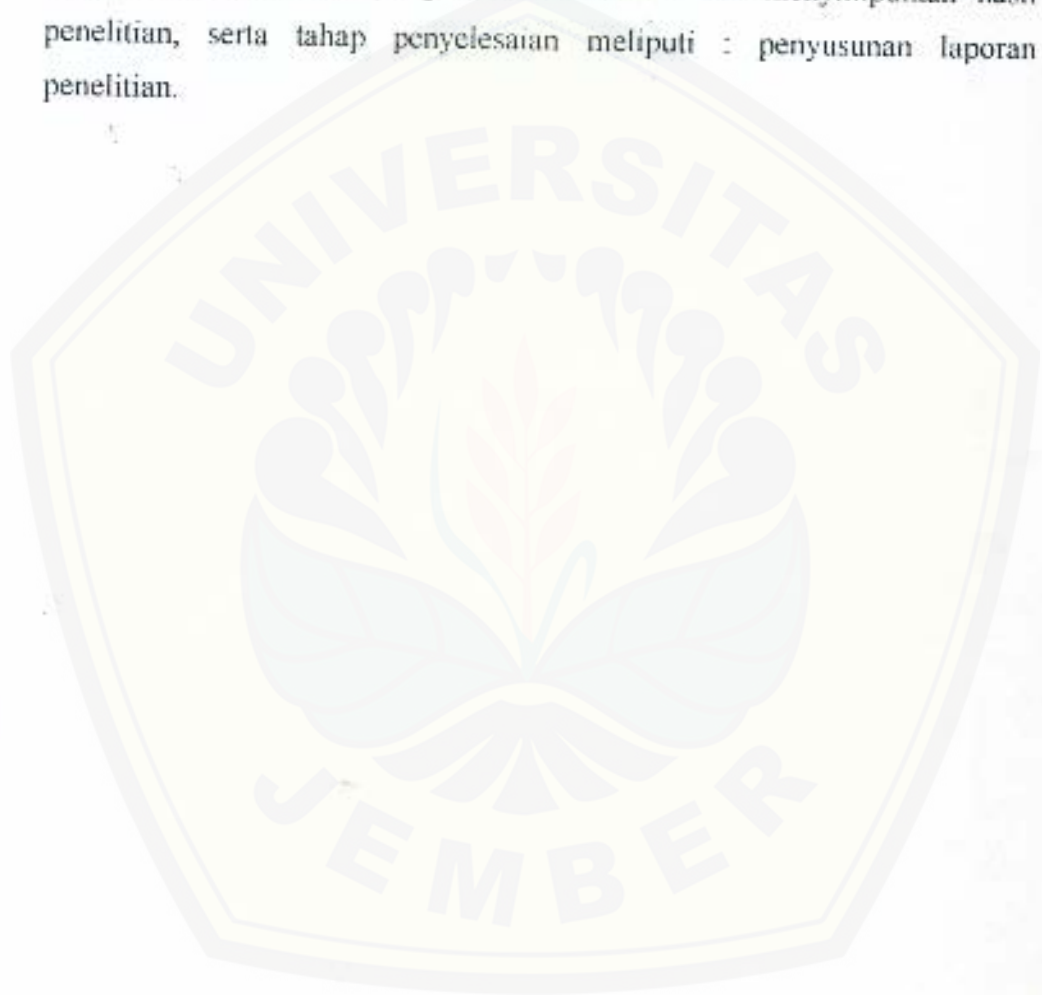 penelitian, serta tahap penyelesaian meliputi : penyusunan laporan
penelitian.
UNIVERSITAS
JEMBER